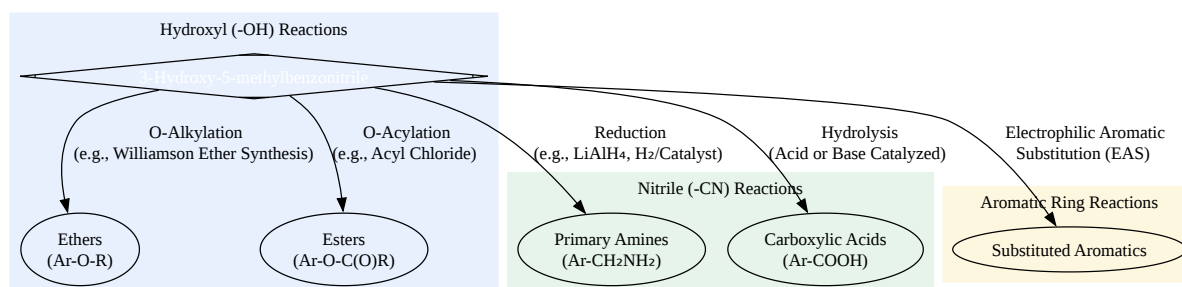 Hydroxyl (-OH) Reactions
3-Hydroxy-5-methylbenzonitrile
O-Alkylation
(e.g., Williamson Ether Synthesis)
O-Acylation
(e.g., Acyl Chloride)
Reduction
(e.g., LiAlH₄, H₂/Catalyst)
Hydrolysis
(Acid or Base Catalyzed)
Electrophilic Aromatic
Substitution (EAS)
Nitrile (-CN) Reactions
Aromatic Ring Reactions
Ethers
(Ar-O-R)
Esters
(Ar-O-C(O)R)
Primary Amines
(Ar-CH₂NH₂)
Carboxylic Acids
(Ar-COOH)
Substituted Aromatics